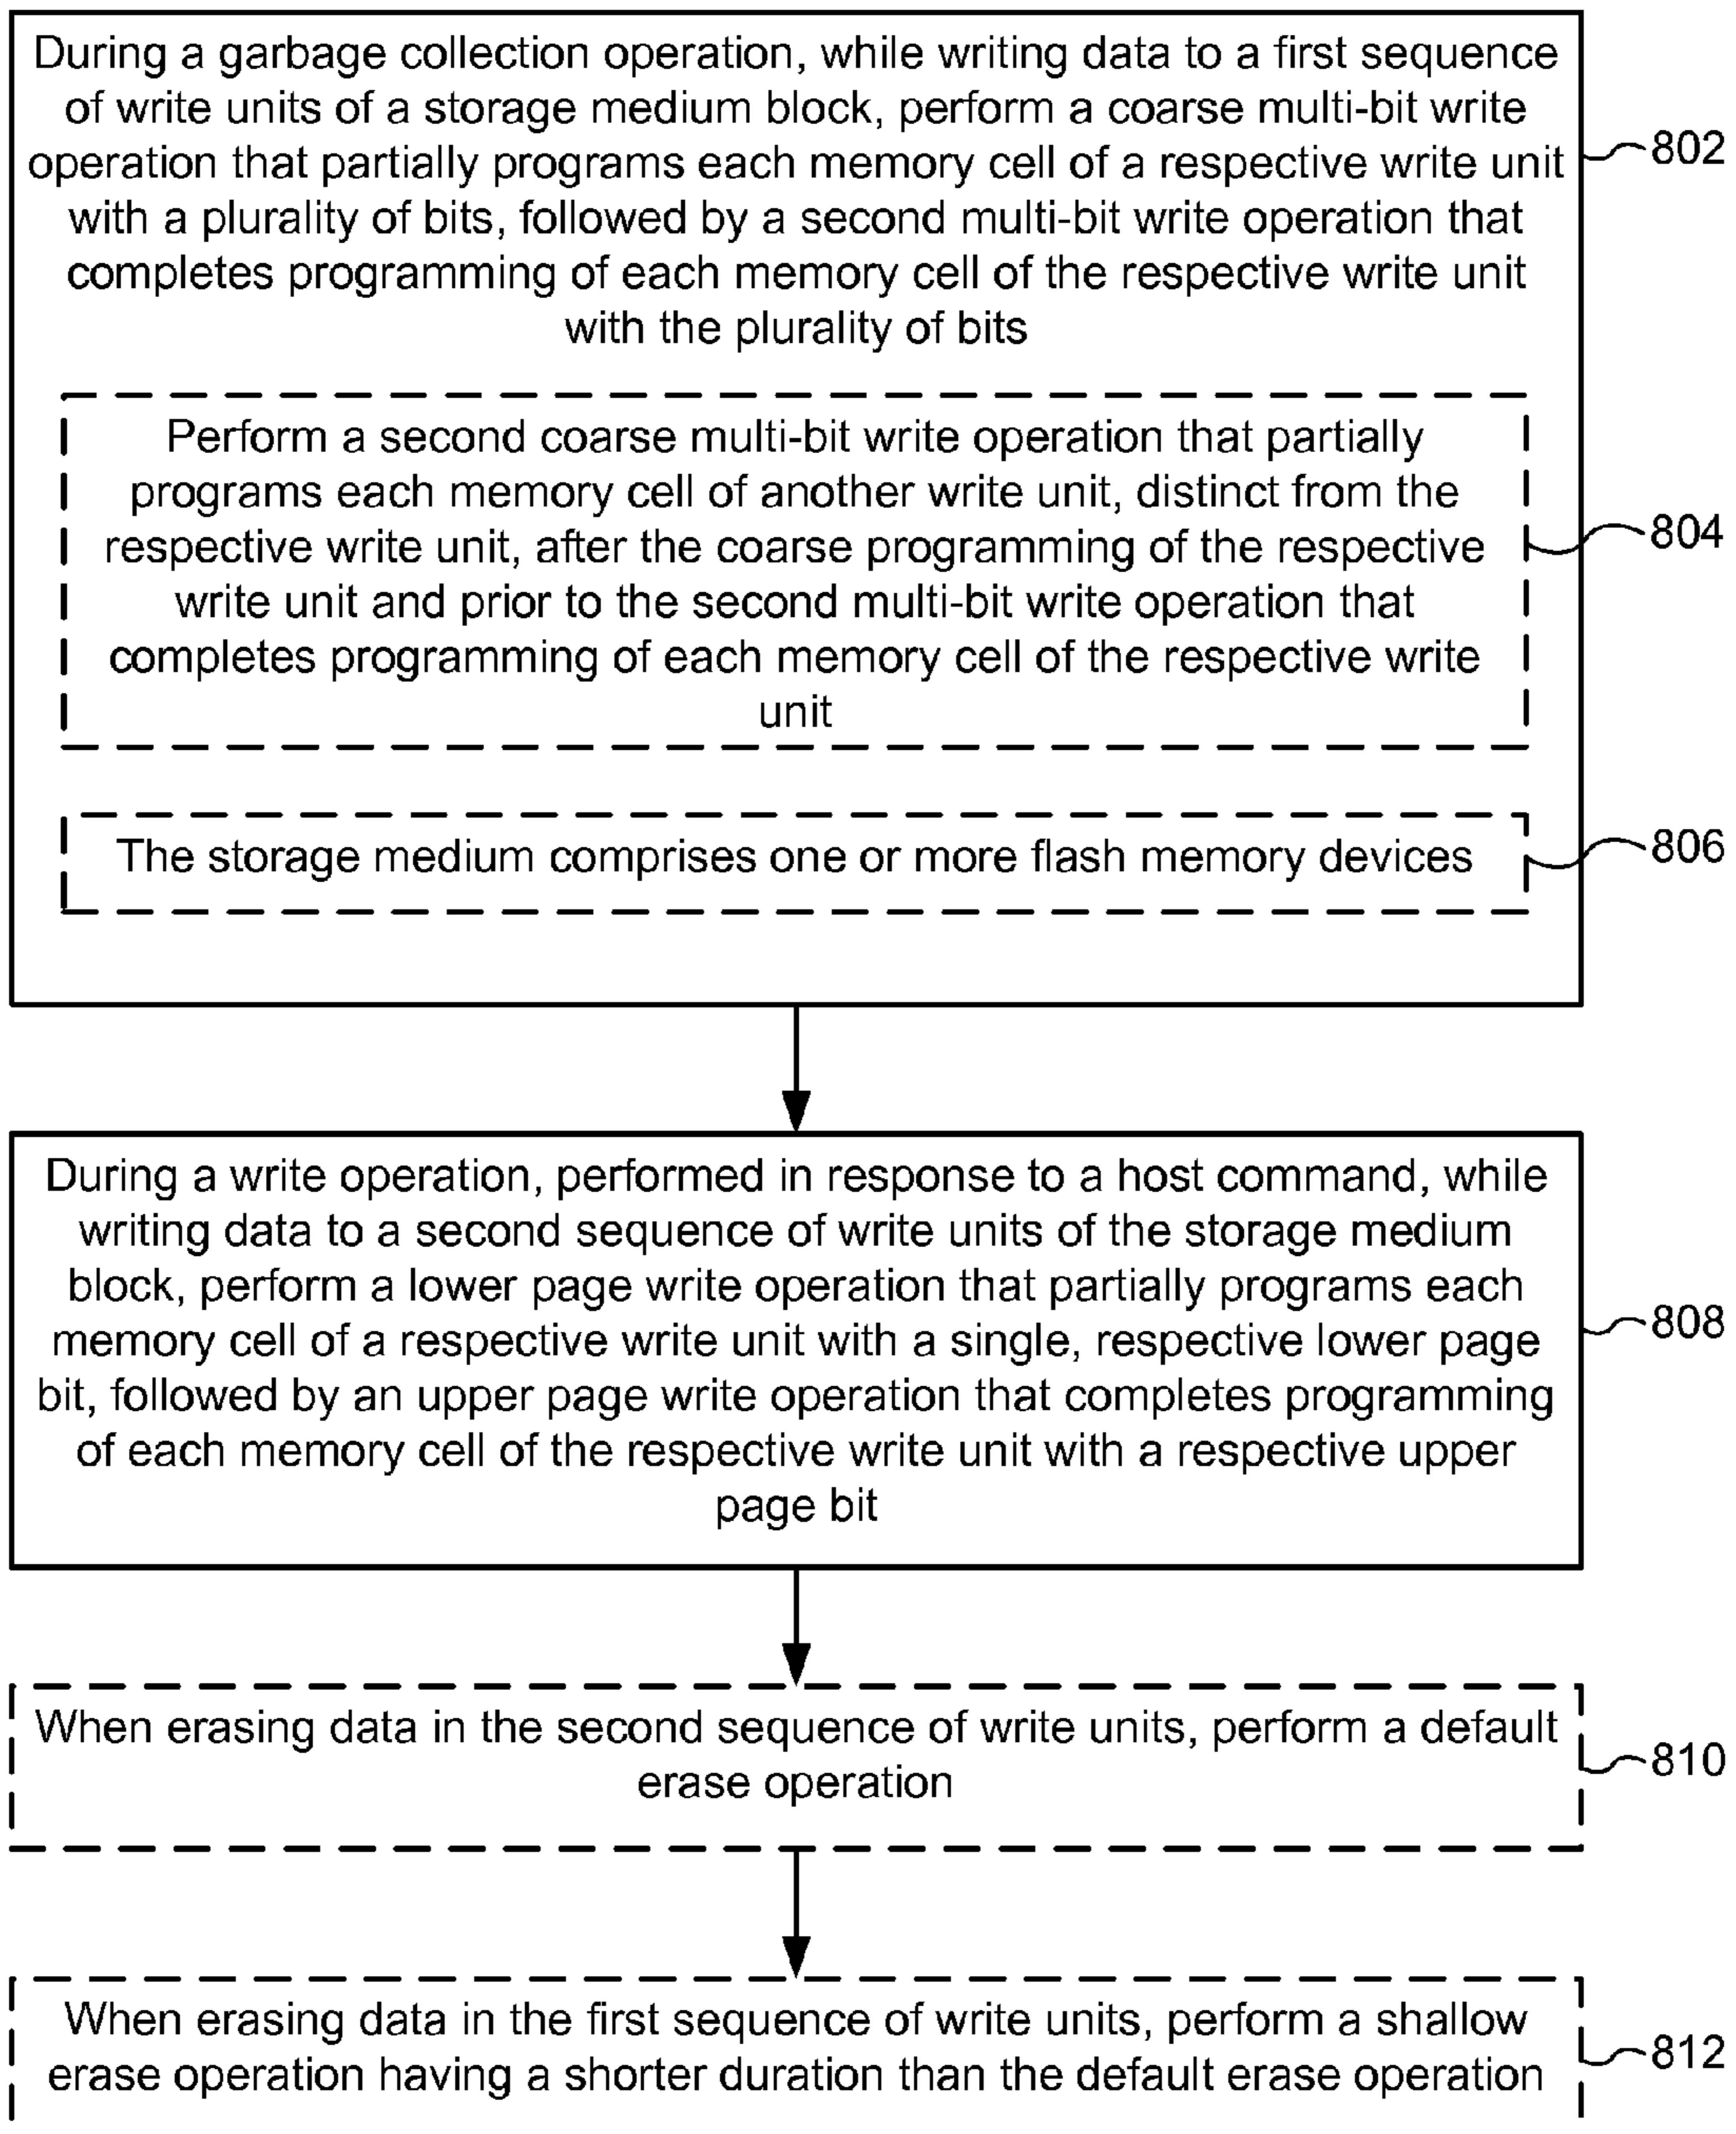 During a garbage collection operation, while writing data to a first sequence
of write units of a storage medium block, perform a coarse multi-bit write
operation that partially programs each memory cell of a respective write unit
with a plurality of bits, followed by a second multi-bit write operation that
completes programming of each memory cell of the respective write unit
with the plurality of bits
802
Perform a second coarse multi-bit write operation that partially
programs each memory cell of another write unit, distinct from the
respective write unit, after the coarse programming of the respective
write unit and prior to the second multi-bit write operation that
completes programming of each memory cell of the respective write
unit
804
The storage medium comprises one or more flash memory devices
806
During a write operation, performed in response to a host command, while
writing data to a second sequence of write units of the storage medium
block, perform a lower page write operation that partially programs each
memory cell of a respective write unit with a single, respective lower page
bit, followed by an upper page write operation that completes programming
of each memory cell of the respective write unit with a respective upper
page bit
808
When erasing data in the second sequence of write units, perform a default
erase operation
810
When erasing data in the first sequence of write units, perform a shallow
erase operation having a shorter duration than the default erase operation
812